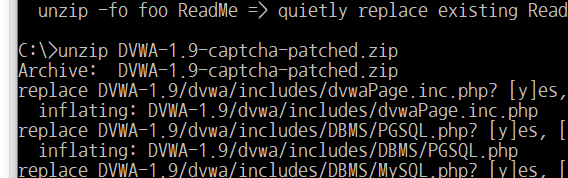 unzip -fo foo ReadMe => quietly replace existing Read
C:\>unzip DVWA-1.9-captcha-patched.zip
Archive:  DVWA-1.9-captcha-patched.zip
replace DVWA-1.9/dvwa/includes/dvwaPage.inc.php? [y]es,
  inflating: DVWA-1.9/dvwa/includes/dvwaPage.inc.php
replace DVWA-1.9/dvwa/includes/DBMS/PGSQL.php? [y]es, [
  inflating: DVWA-1.9/dvwa/includes/DBMS/PGSQL.php
replace DVWA-1.9/dvwa/includes/DBMS/MySQL.php? [y]es, [